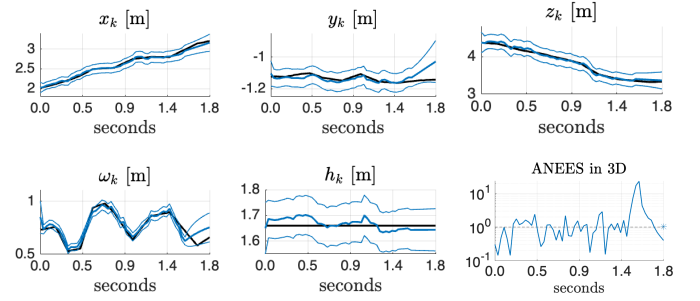 x_k [m]
3
2.5
2
0.0 0.5 0.9 1.4 1.8
seconds
y_k [m]
-1
-1.2
0.0 0.5 0.9 1.4 1.8
seconds
z_k [m]
4
3
0.0 0.5 0.9 1.4 1.8
seconds
ω_k [m]
1
0.5
0.0 0.5 0.9 1.4 1.8
seconds
h_k [m]
1.8
1.7
1.6
0.0 0.5 0.9 1.4 1.8
seconds
ANEES in 3D
10^1
10^0
10^-1
0.0 0.5 0.9 1.4 1.8
seconds